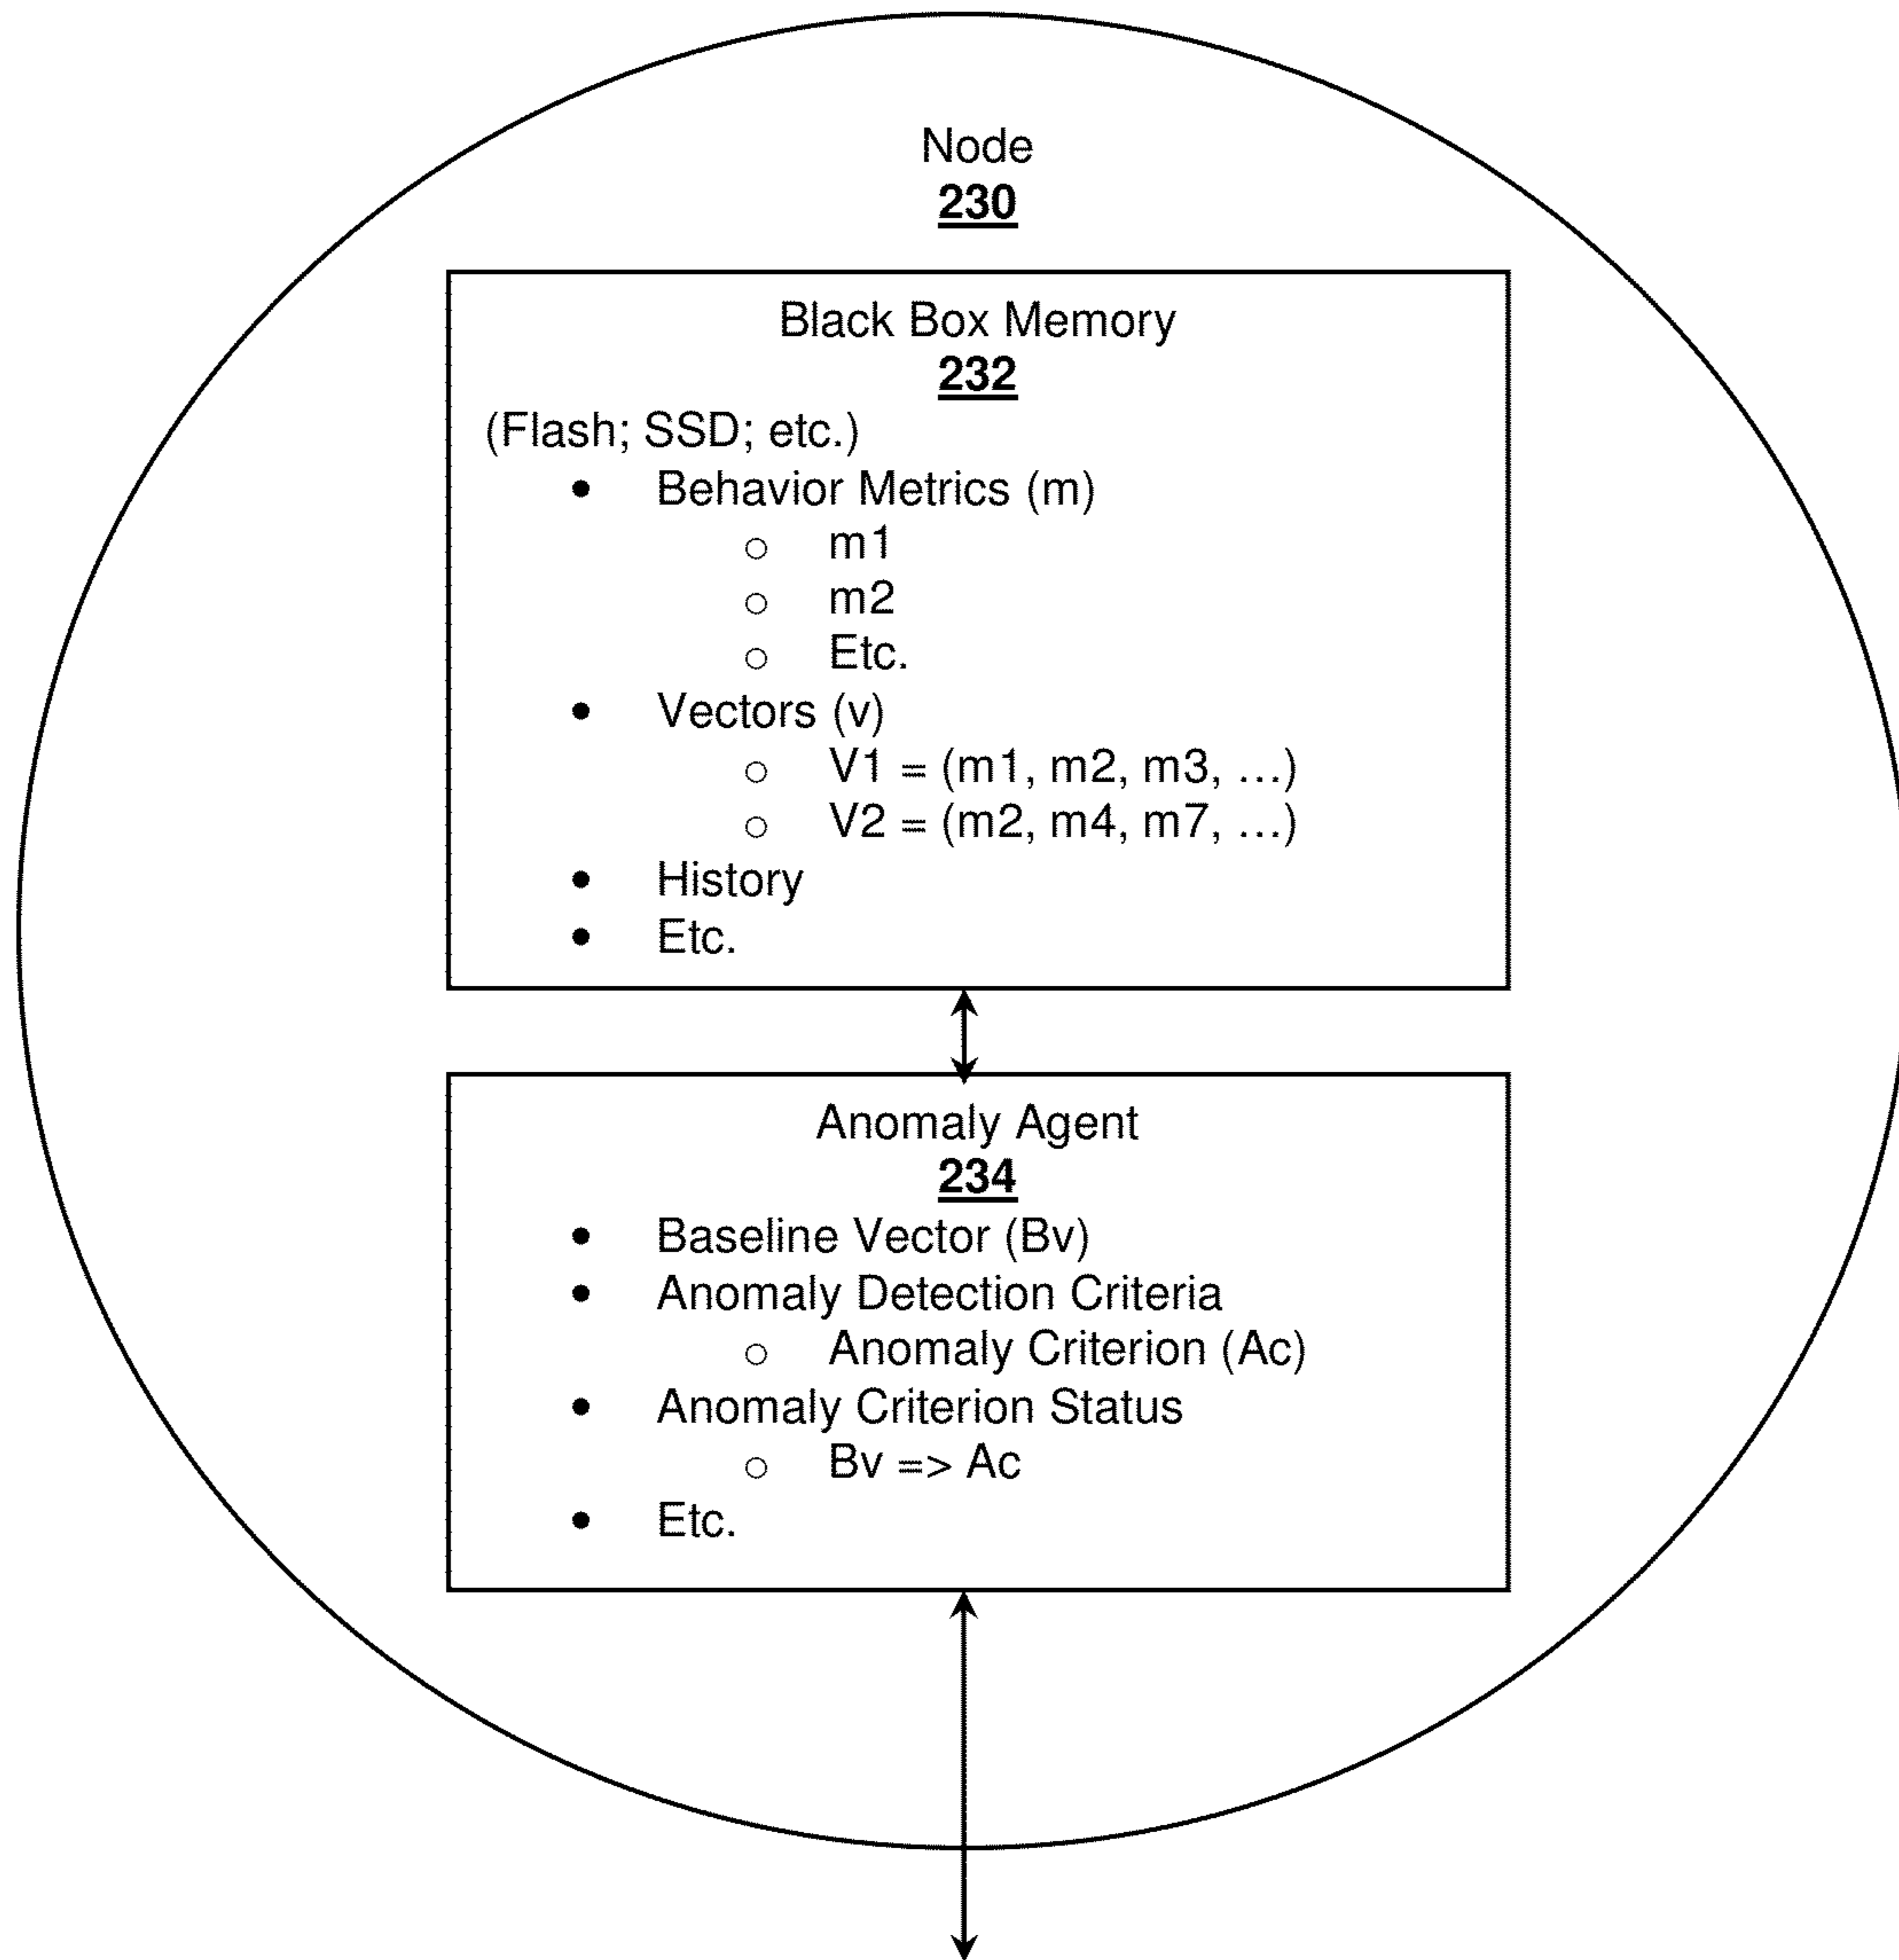 Node
230
Black Box Memory
232
(Flash; SSD; etc.)
• Behavior Metrics (m)
○ m1
○ m2
○ Etc.
• Vectors (v)
○ V1 = (m1, m2, m3, …)
○ V2 = (m2, m4, m7, …)
• History
• Etc.
Anomaly Agent
234
• Baseline Vector (Bv)
• Anomaly Detection Criteria
○ Anomaly Criterion (Ac)
• Anomaly Criterion Status
○ Bv => Ac
• Etc.